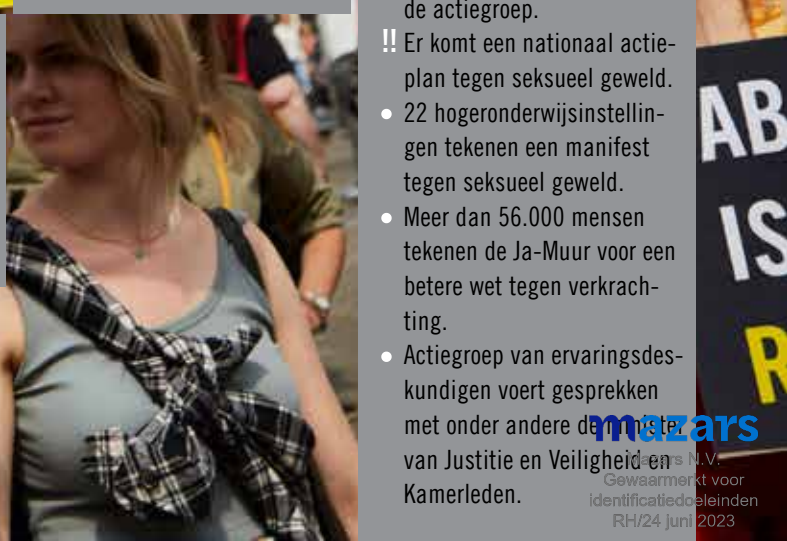 de actiegroep.
!! Er komt een nationaal actie-
plan tegen seksueel geweld.
• 22 hogeronderwijsinstellin-
gen tekenen een manifest
tegen seksueel geweld.
• Meer dan 56.000 mensen
tekenen de Ja-Muur voor een
betere wet tegen verkrach-
ting.
• Actiegroep van ervaringsdes-
kundigen voert gesprekken
met onder andere de minister
van Justitie en Veiligheid en
Kamerleden.
AB
IS
R
mazars
Mazars N.V.
Gewaarmerkt voor
identificatiedoeleinden
RH/24 juni 2023